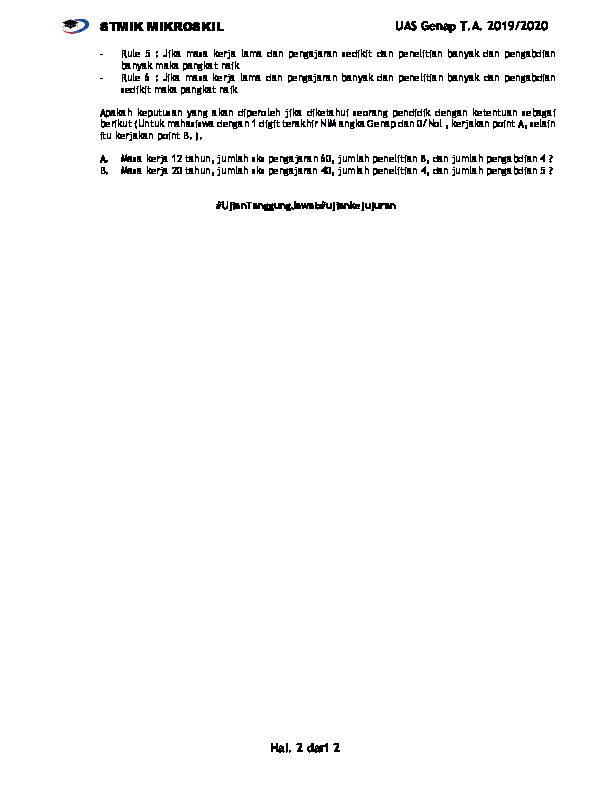 STMIK MIKROSKIL UAS Genap T.A. 2019/2020
- Rule 5 : Jika masa kerja lama dan pengajaran sedikit dan penelitian banyak dan pengabdian
banyak maka pangkat naik
- Rule 6 : Jika masa kerja lama dan pengajaran banyak dan penelitian banyak dan pengabdian
sedikit maka pangkat naik
Apakah keputusan yang akan diperoleh jika diketahui seorang pendidik dengan ketentuan sebagai
berikut (Untuk mahasiswa dengan 1 digit terakhir NIM angka Genap dan 0/Nol , kerjakan point A, selain
itu kerjakan point B. ).
A. Masa kerja 12 tahun, jumlah sks pengajaran 60, jumlah penelitian 8, dan jumlah pengabdian 4 ?
B. Masa kerja 20 tahun, jumlah sks pengajaran 40, jumlah penelitian 4, dan jumlah pengabdian 5 ?
#UjianTanggungJawab#ujiankejujuran
Hal. 2 dari 2